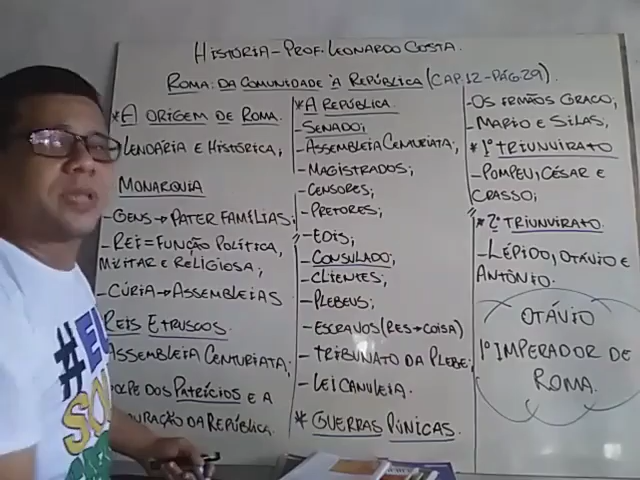 HISTÓRIA - PROF. LEONARDO COSTA.
ROMA: DA COMUNIDADE À REPÚBLICA (CAP.12 - PÁG 29).
* A ORIGEM DE ROMA.
LENDÁRIA E HISTÓRICA;
MONARQUIA
- GENS → PATER FAMÍLIAS;
- REI = FUNÇÃO POLÍTICA,
MILITAR E RELIGIOSA;
- CÚRIA → ASSEMBLEIAS
REIS ETRUSCOS.
ASSEMBLEIA CENTURIATA;
DOS PATRÍCIOS E A
DA REPÚBLICA.
* A REPÚBLICA.
- SENADO;
- ASSEMBLEIA CENTURIATA;
- MAGISTRADOS;
- CENSORES;
- PRETORES;
- EDIS;
- CONSULADO;
- CLIENTES;
- PLEBEUS;
- ESCRAVOS (RES → COISA)
- TRIBUNATO DA PLEBE;
- LEI CANULEIA.
* GUERRAS PÚNICAS.
- OS IRMÃOS GRACO;
- MARIO E SILAS;
* 1º TRIUNVIRATO
- POMPEU, CÉSAR E
CRASSO;
* 2º TRIUNVIRATO.
- LÉPIDO, OTÁVIO E
ANTÔNIO.
OTÁVIO
1º IMPERADOR DE
ROMA.